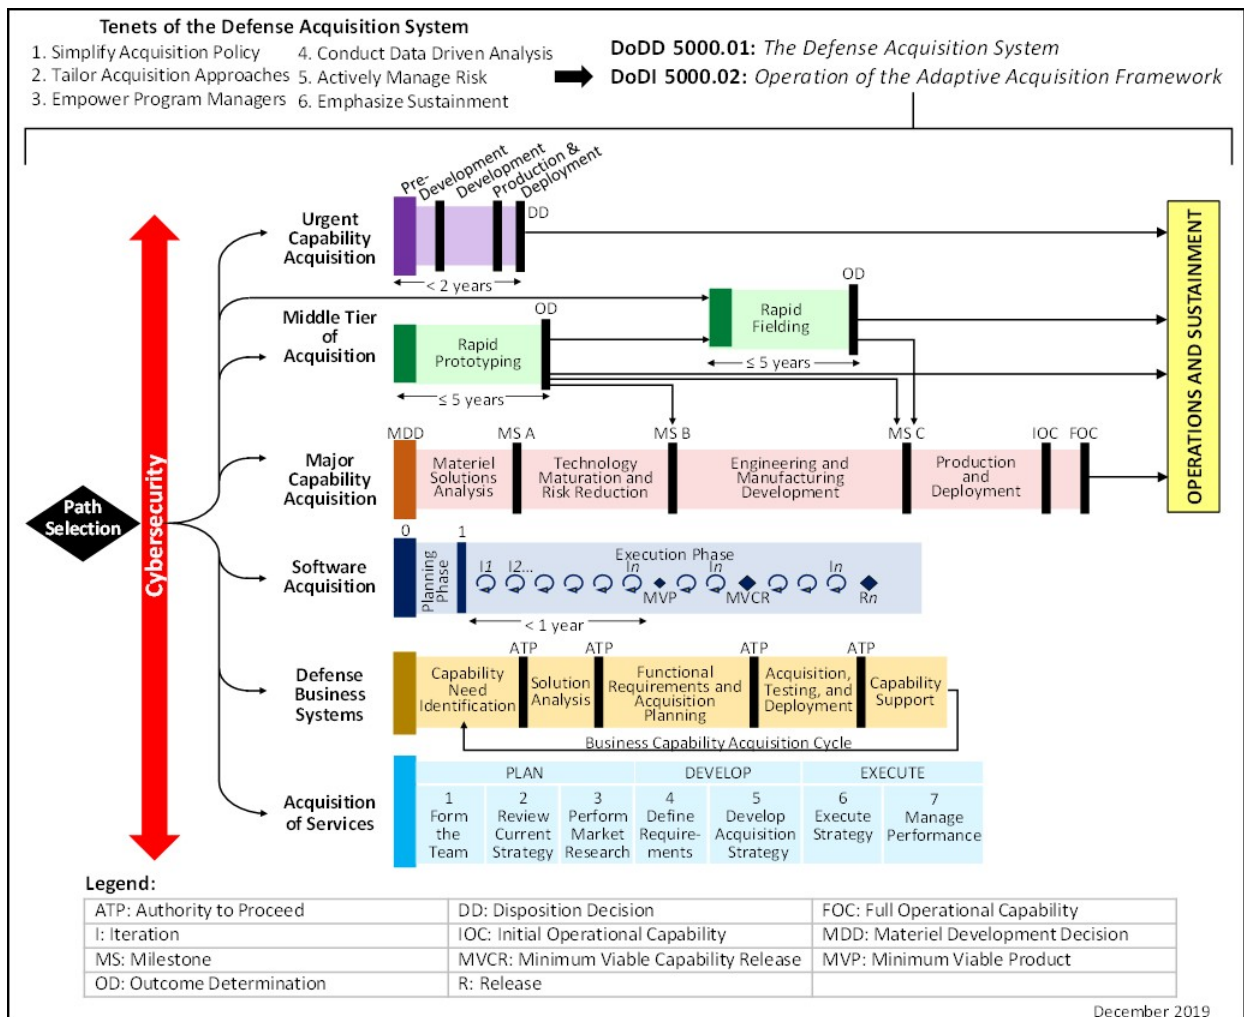 Tenets of the Defense Acquisition System
1. Simplify Acquisition Policy
2. Tailor Acquisition Approaches
3. Empower Program Managers
4. Conduct Data Driven Analysis
5. Actively Manage Risk
6. Emphasize Sustainment
DoDD 5000.01: The Defense Acquisition System
DoDI 5000.02: Operation of the Adaptive Acquisition Framework
Path
Selection
Cybersecurity
Urgent
Capability
Acquisition
Pre-
Development
Development
Production &
Deployment
DD
< 2 years
Middle Tier
of
Acquisition
Rapid
Prototyping
OD
≤ 5 years
Rapid
Fielding
OD
≤ 5 years
Major
Capability
Acquisition
MDD
Materiel
Solutions
Analysis
MS A
Technology
Maturation and
Risk Reduction
MS B
Engineering and
Manufacturing
Development
MS C
Production
and
Deployment
IOC
FOC
OPERATIONS AND SUSTAINMENT
Software
Acquisition
0
Planning
Phase
1
Execution Phase
I1
I2...
In
In
In
MVP
MVCR
Rn
< 1 year
Defense
Business
Systems
Capability
Need
Identification
ATP
Solution
Analysis
ATP
Functional
Requirements and
Acquisition
Planning
ATP
Acquisition,
Testing, and
Deployment
ATP
Capability
Support
Business Capability Acquisition Cycle
Acquisition
of Services
PLAN
DEVELOP
EXECUTE
1
Form
the
Team
2
Review
Current
Strategy
3
Perform
Market
Research
4
Define
Require-
ments
5
Develop
Acquisition
Strategy
6
Execute
Strategy
7
Manage
Performance
Legend:
ATP: Authority to Proceed
DD: Disposition Decision
FOC: Full Operational Capability
I: Iteration
IOC: Initial Operational Capability
MDD: Materiel Development Decision
MS: Milestone
MVCR: Minimum Viable Capability Release
MVP: Minimum Viable Product
OD: Outcome Determination
R: Release
December 2019